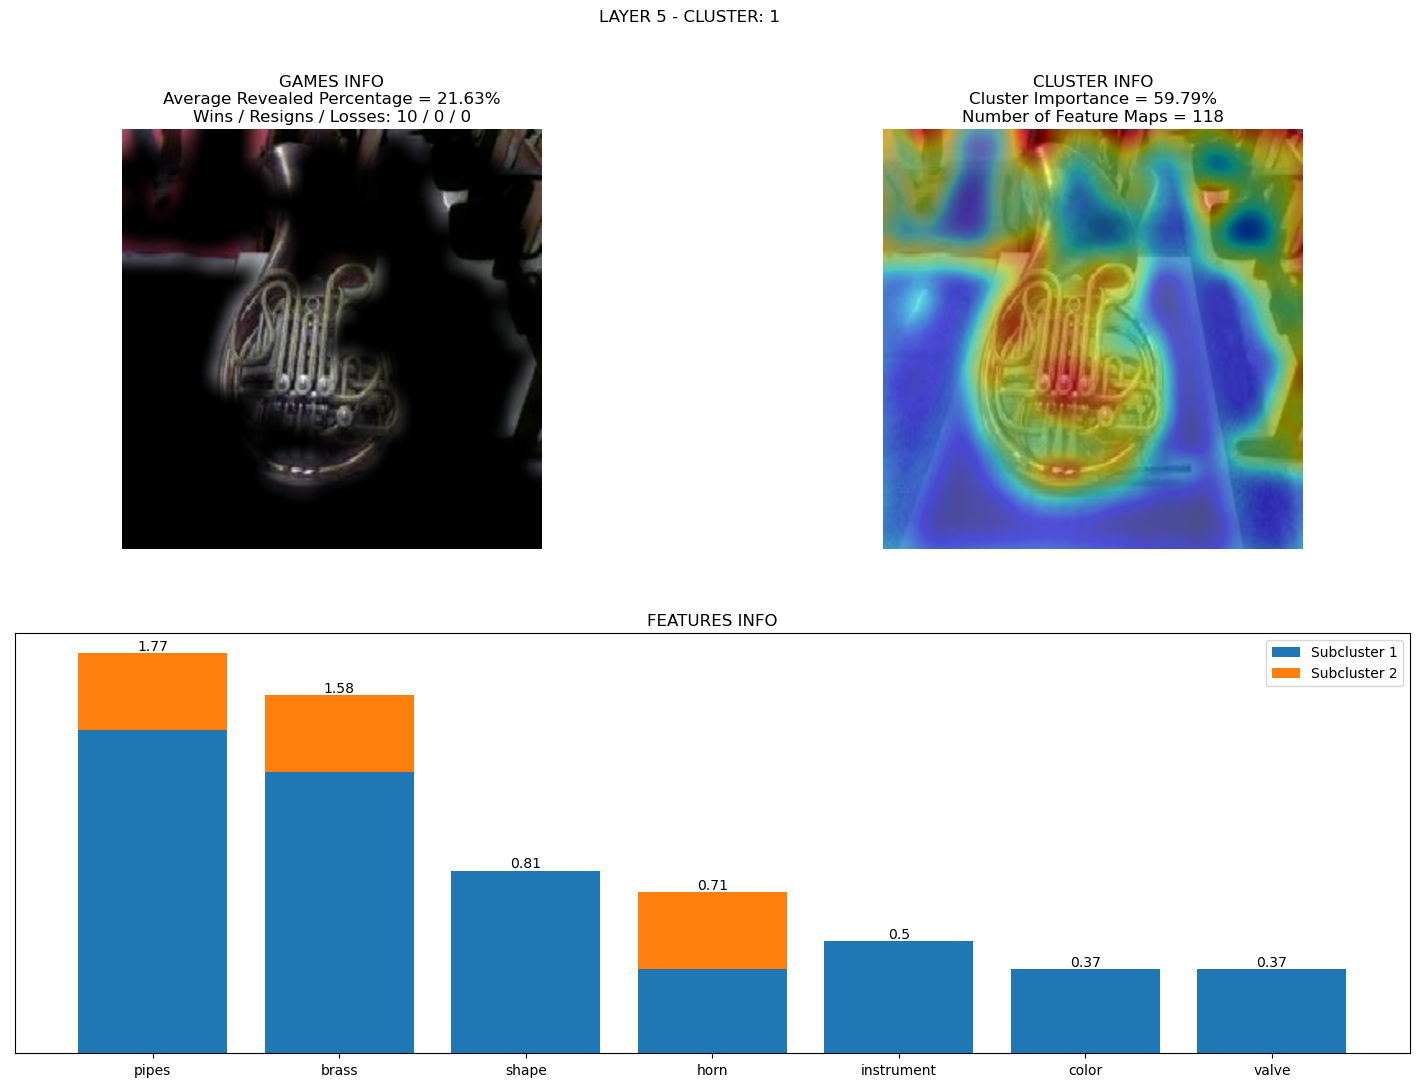 LAYER 5 - CLUSTER: 1
GAMES INFO
Average Revealed Percentage = 21.63%
Wins / Resigns / Losses: 10 / 0 / 0
CLUSTER INFO
Cluster Importance = 59.79%
Number of Feature Maps = 118
FEATURES INFO
Subcluster 1
Subcluster 2
1.77
1.58
0.81
0.71
0.5
0.37
0.37
pipes
brass
shape
horn
instrument
color
valve